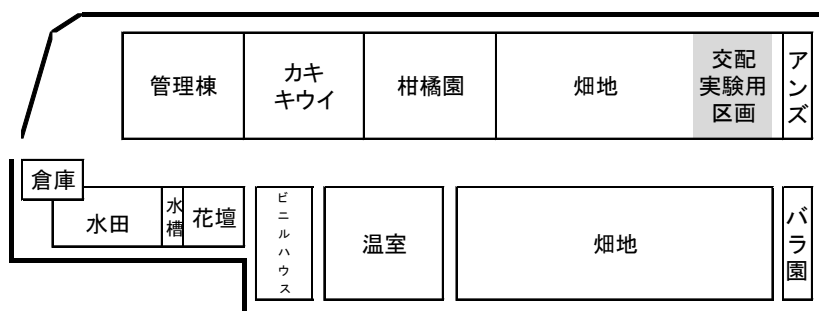 管理棟
カキ
キウイ
柑橘園
畑地
交配
実験用
区画
アンズ
倉庫
水田
水槽
花壇
ビニルハウス
温室
畑地
バラ園